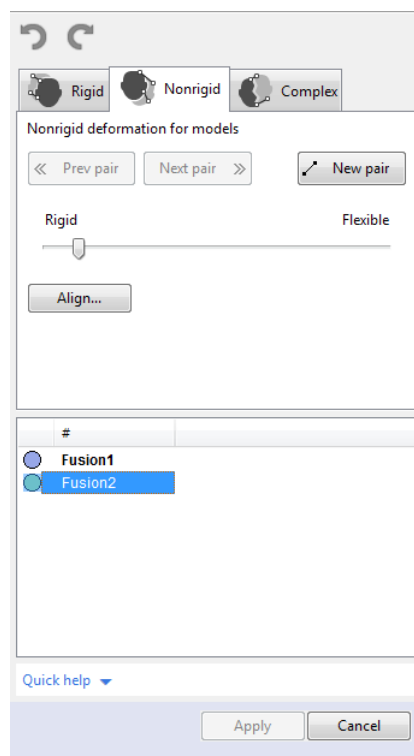 Rigid Nonrigid Complex
Nonrigid deformation for models
« Prev pair Next pair » New pair
Rigid Flexible
Align...
#
Fusion1
Fusion2
Quick help
Apply Cancel